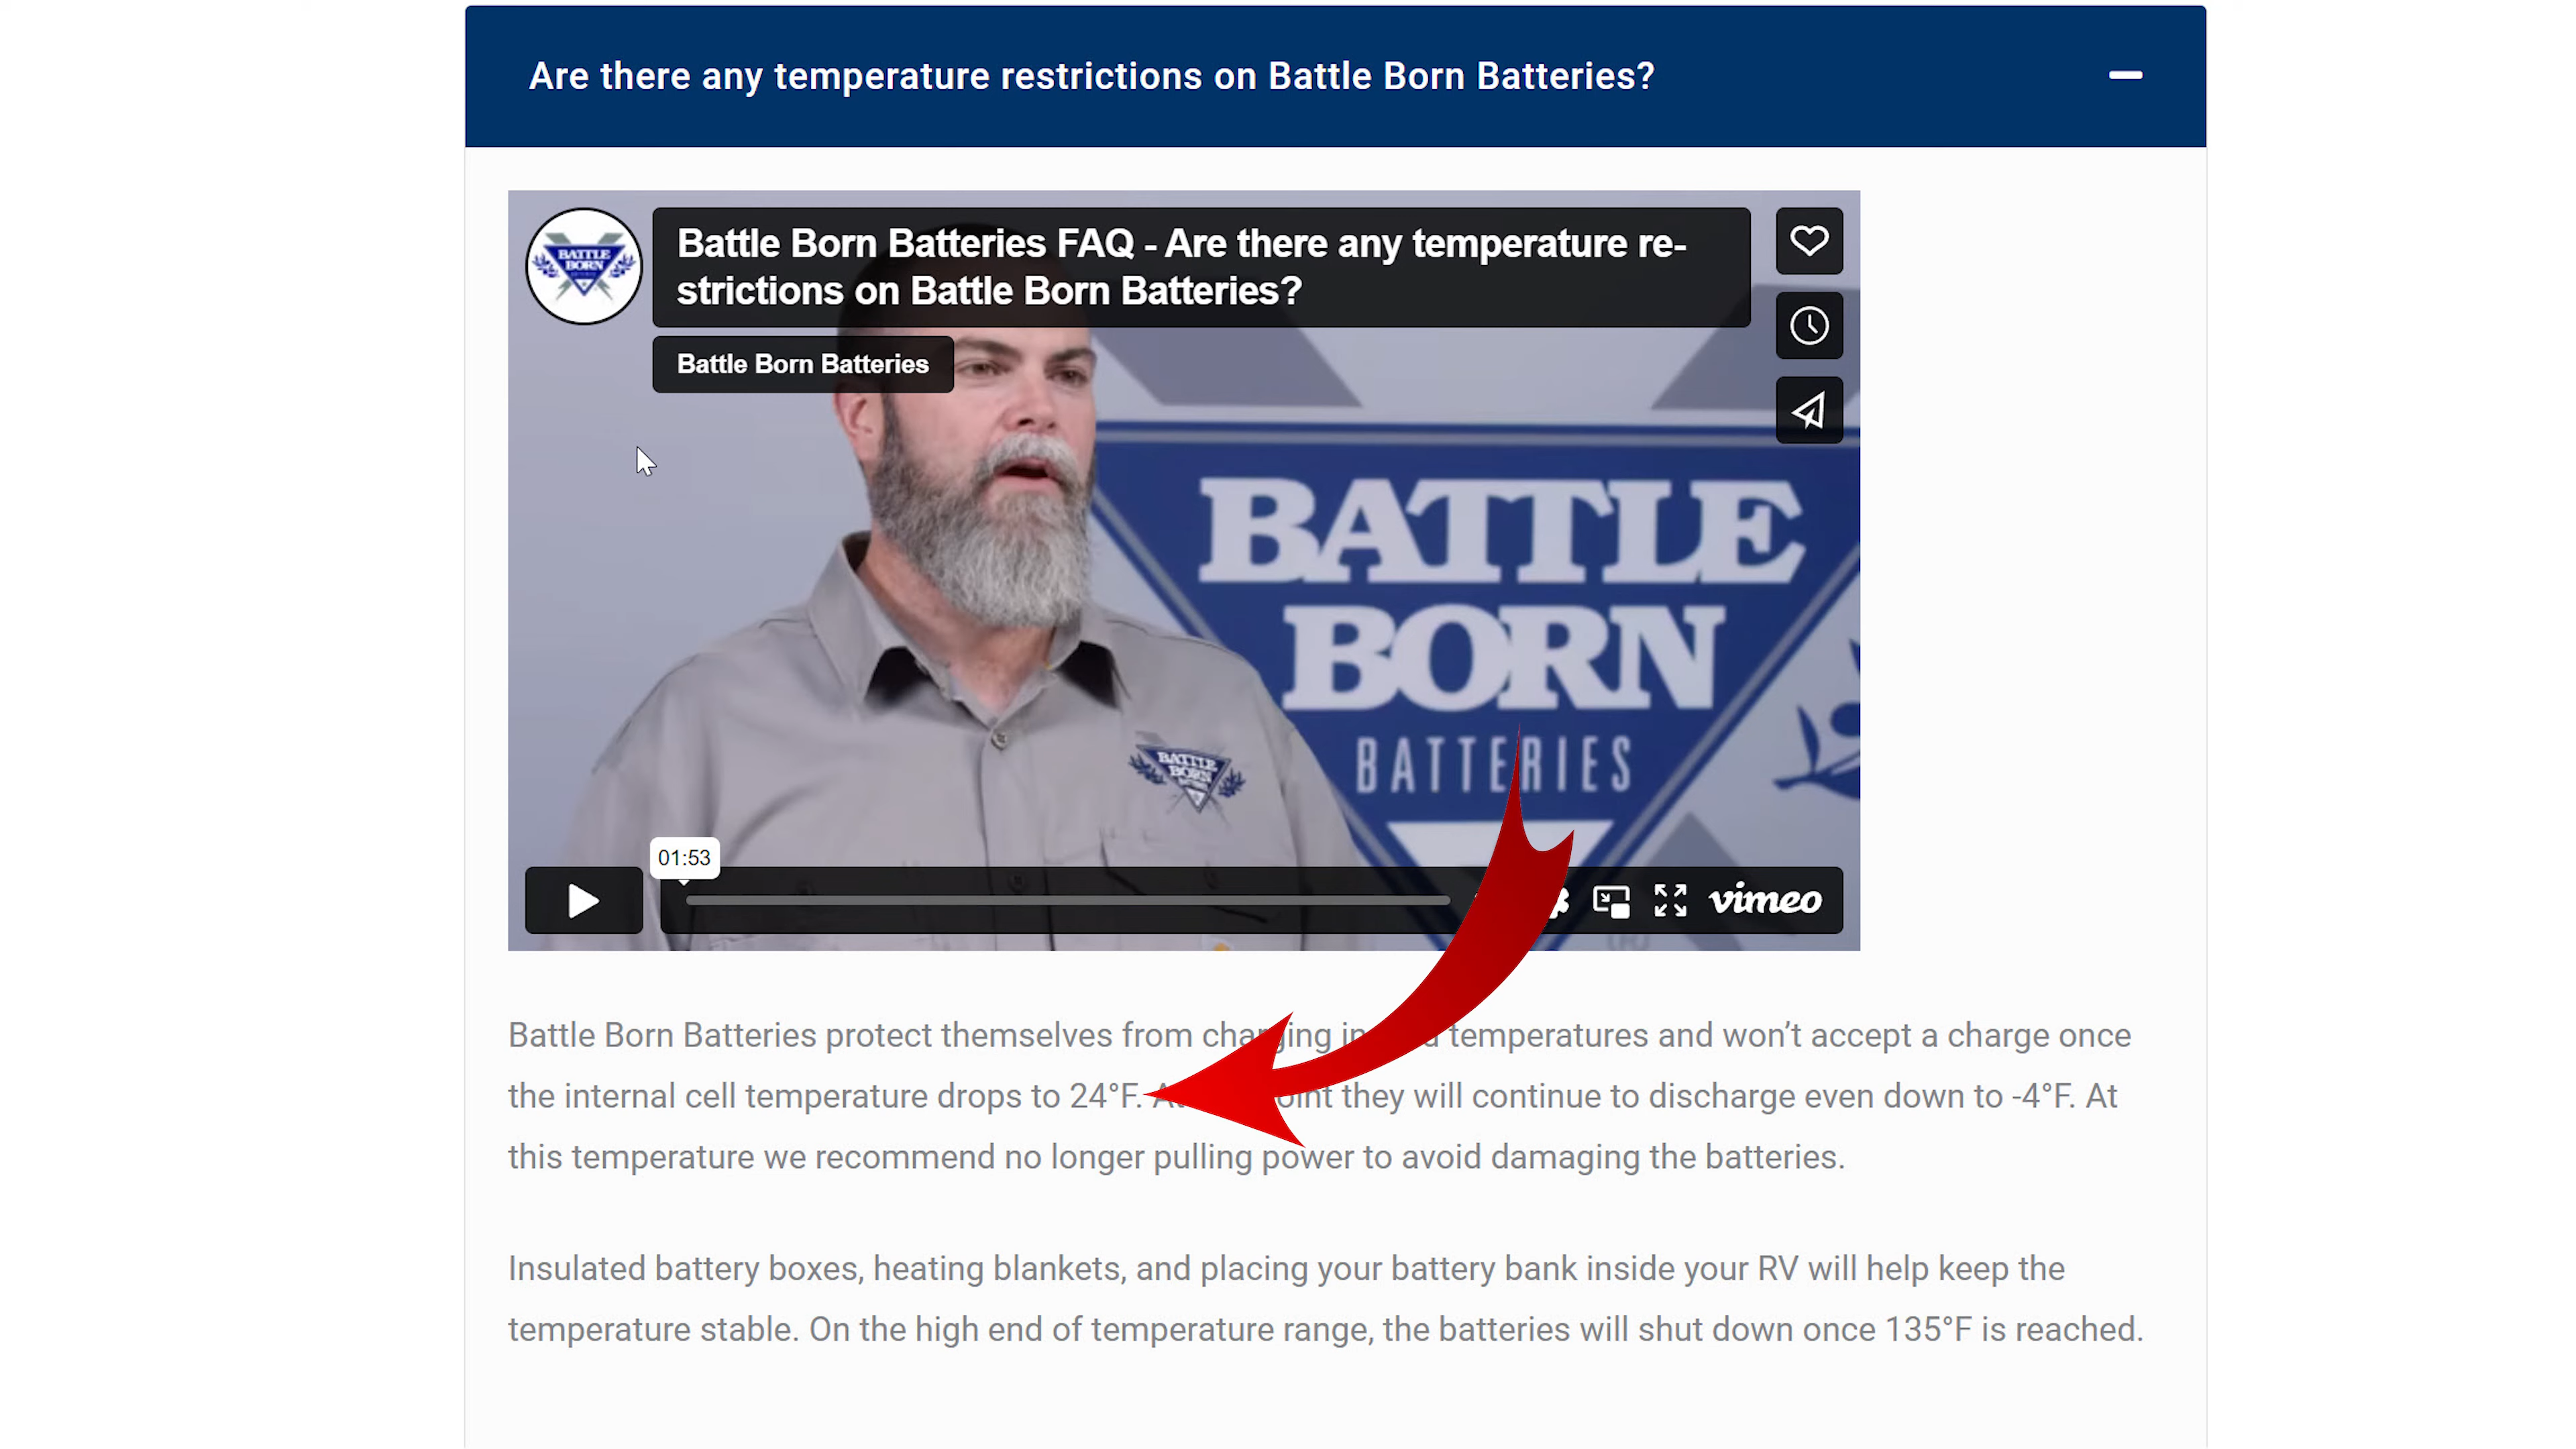 Are there any temperature restrictions on Battle Born Batteries?
BATTLE
BORN
Battle Born Batteries FAQ - Are there any temperature re-
strictions on Battle Born Batteries?
Battle Born Batteries
BATTLE
BORN
BATTERIES
BATTLE
BORN
01:53
vimeo
Battle Born Batteries protect themselves from charging in temperatures and won’t accept a charge once
the internal cell temperature drops to 24°F. they will continue to discharge even down to -4°F. At
this temperature we recommend no longer pulling power to avoid damaging the batteries.
Insulated battery boxes, heating blankets, and placing your battery bank inside your RV will help keep the
temperature stable. On the high end of temperature range, the batteries will shut down once 135°F is reached.